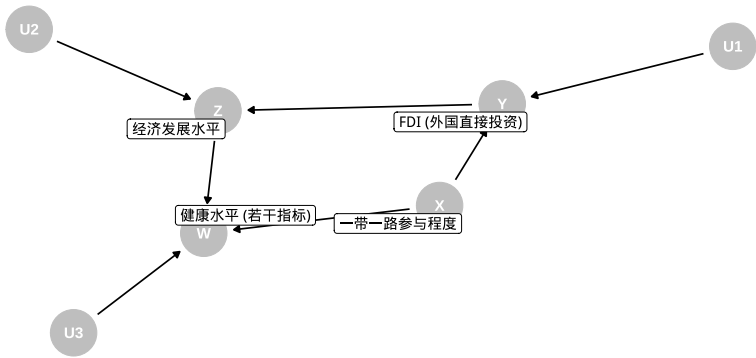 U2
U1
Z
经济发展水平
Y
FDI (外国直接投资)
X
一带一路参与程度
健康水平 (若干指标)
W
U3